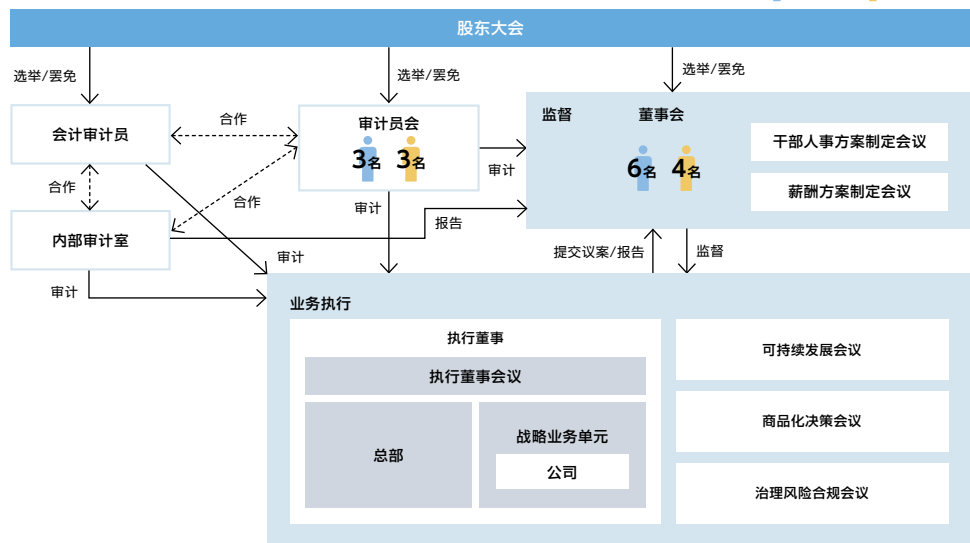 股东大会
选举/罢免
选举/罢免
选举/罢免
会计审计员
合作
审计员会
3名 3名
监督
董事会
6名 4名
干部人事方案制定会议
薪酬方案制定会议
审计
合作
合作
审计
报告
内部审计室
审计
审计
提交议案/报告
监督
业务执行
执行董事
执行董事会议
总部
战略业务单元
公司
可持续发展会议
商品化决策会议
治理风险合规会议